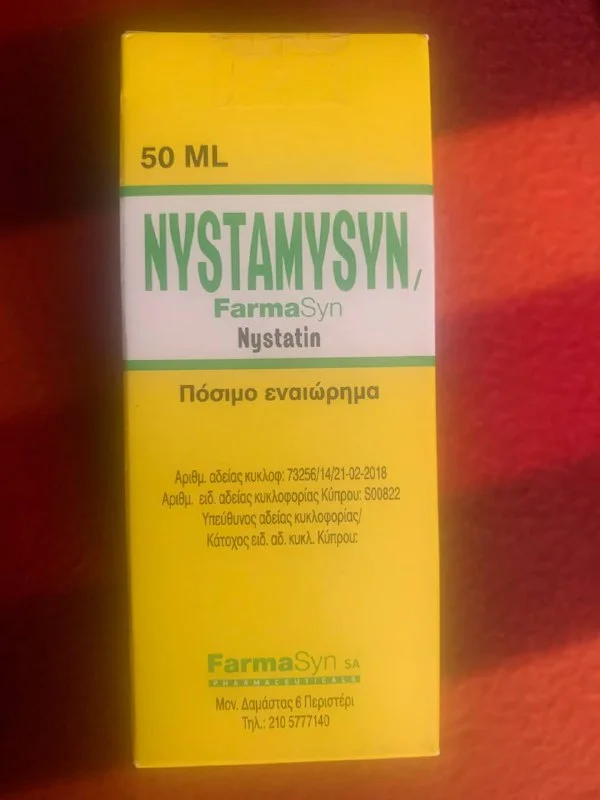 50 ML
NYSTAMYSYN/
FarmaSyn
Nystatin
Πόσιμο εναιώρημα
Αριθμ. αδείας κυκλοφ: 73256/14/21-02-2018
Αριθμ. ειδ. αδείας κυκλοφορίας Κύπρου: S00822
Υπεύθυνος αδείας κυκλοφορίας/
Κάτοχος ειδ. αδ. κυκλ. Κύπρου:
FarmaSyn SA
PHARMACEUTICALS
Μον. Δαμάστας 6 Περιστέρι
Τηλ.: 210 5777140